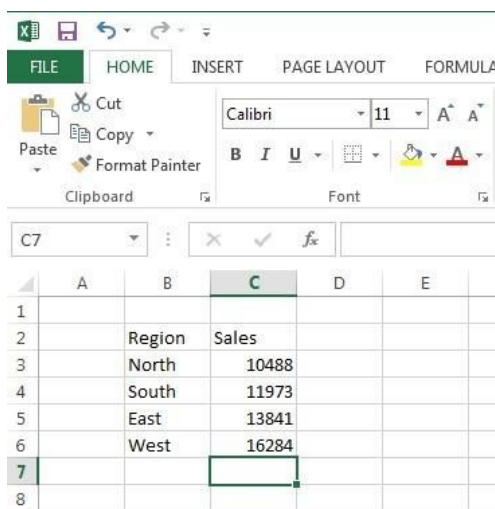 FILE HOME INSERT PAGE LAYOUT FORMULA
Cut
Copy
Paste
Format Painter
Clipboard
Calibri 11 A A
B I U A
Font
C7 fx
A B C D E
1
2 Region Sales
3 North 10488
4 South 11973
5 East 13841
6 West 16284
7
8